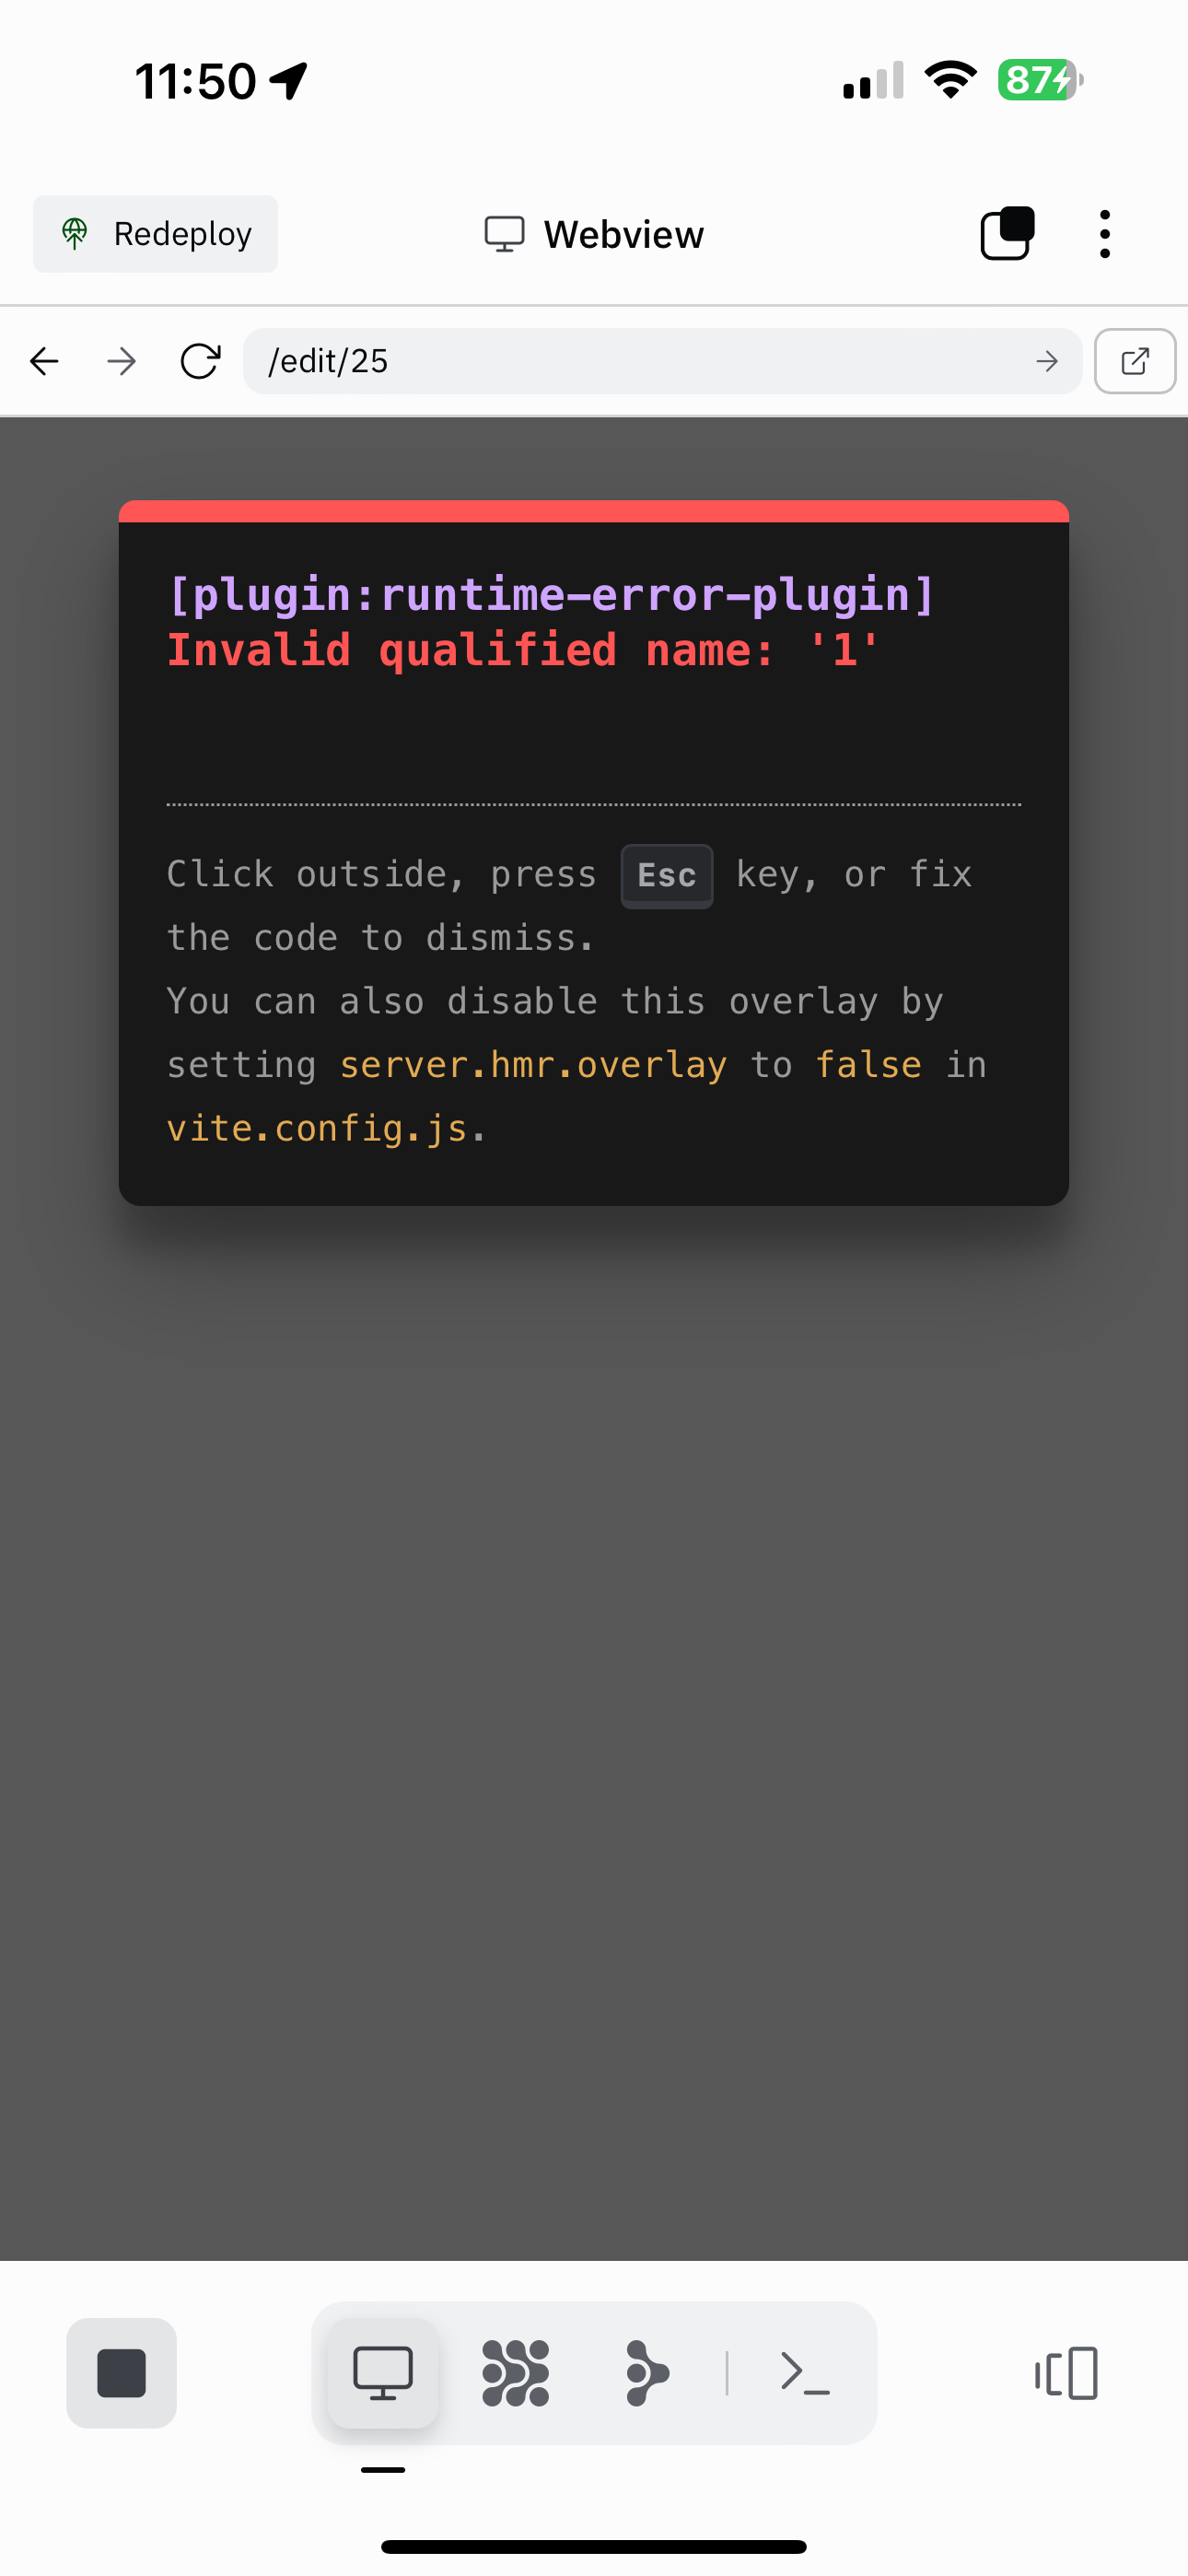 11:50
87
Redeploy
Webview
/edit/25
[plugin:runtime-error-plugin]
Invalid qualified name: '1'
Click outside, press Esc key, or fix
the code to dismiss.
You can also disable this overlay by
setting server.hmr.overlay to false in
vite.config.js.